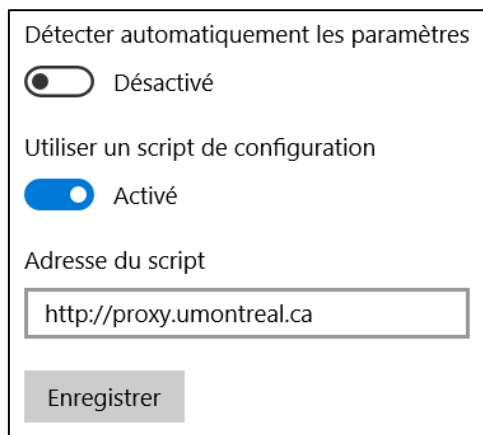 Détecter automatiquement les paramètres
Désactivé
Utiliser un script de configuration
Activé
Adresse du script
http://proxy.umontreal.ca
Enregistrer